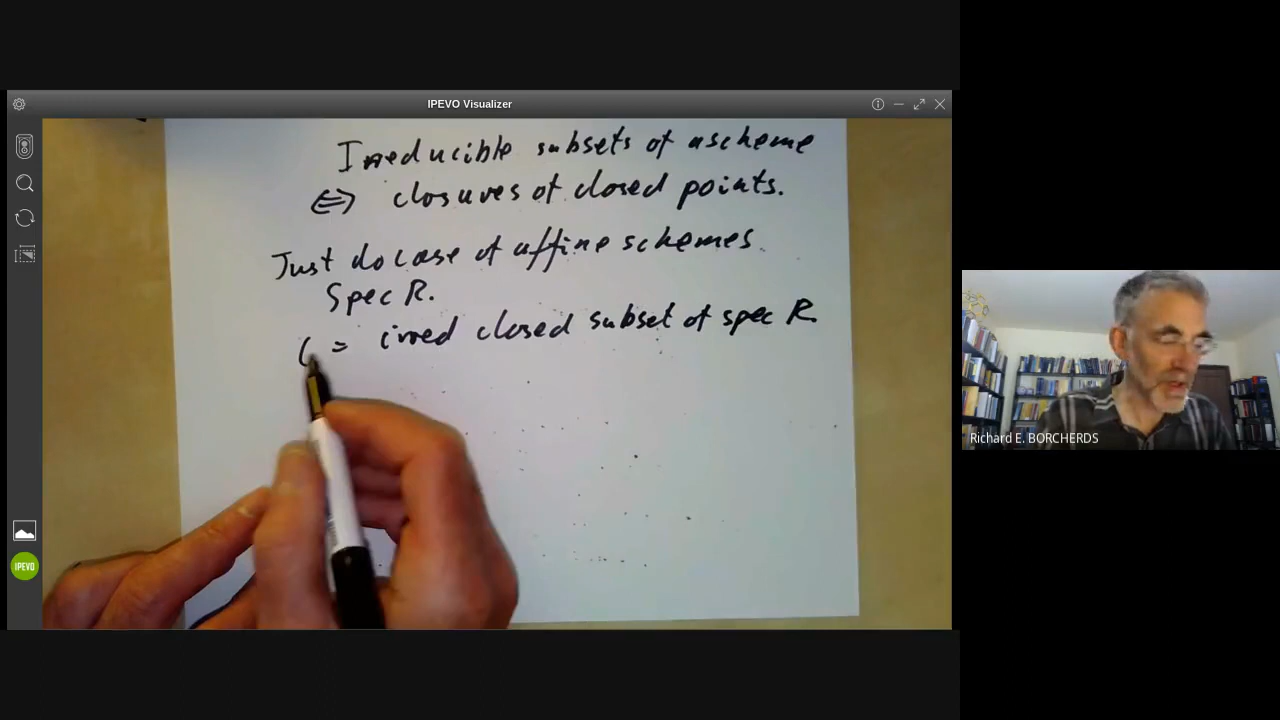 IPEVO Visualizer
Irreducible subsets of a scheme
⇔ closures of closed points.
Just do case of affine schemes
Spec R.
C = irred closed subset of spec R
Richard E. BORCHERDS
IPEVO